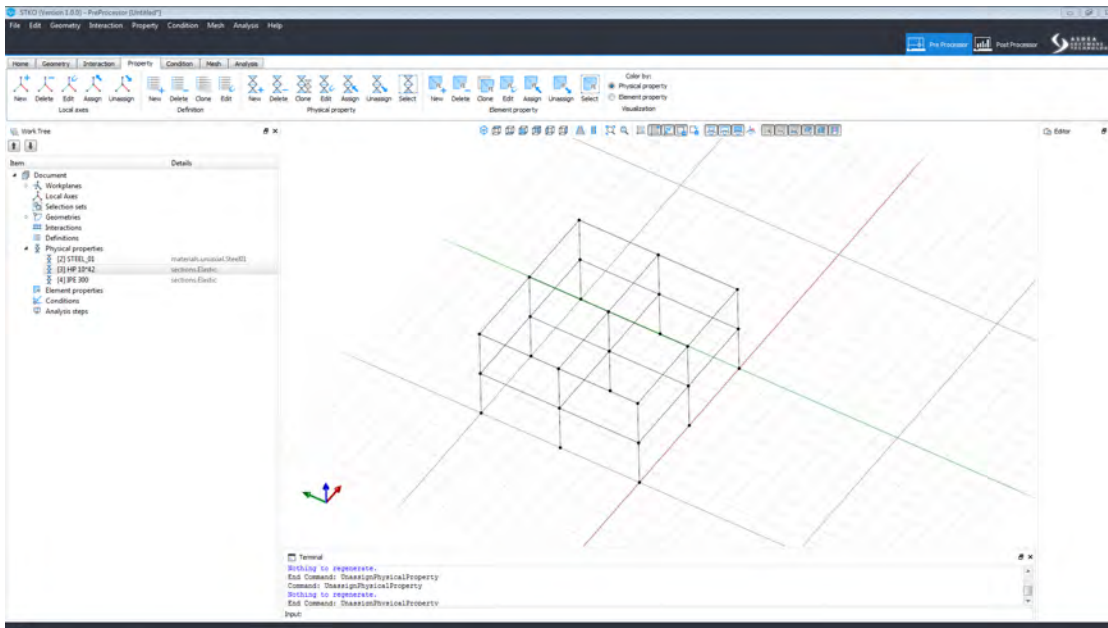 STKO (Version 1.0.0) - PreProcessor [Untitled*]
File Edit Geometry Interaction Property Condition Mesh Analysis Help
Pre Processor Post Processor
Home Geometry Interaction Property Condition Mesh Analysis
Color by:
Physical property
Element property
New Delete Edit Assign Unassign New Delete Clone Edit New Delete Clone Edit Assign Unassign Select New Delete Clone Edit Assign Unassign Select
Local axes Definition Physical property Element property Visualization
Work Tree Editor
Item Details
Document
Workplanes
Local Axes
Selection sets
Geometries
Interactions
Definitions
Physical properties
[2] STEEL_01 materials.uniaxial.Steel01
[3] HP 10*42 sections.Elastic
[4] IPE 300 sections.Elastic
Element properties
Conditions
Analysis steps
Terminal
Nothing to regenerate.
End Command: UnassignPhysicalProperty
Command: UnassignPhysicalProperty
Nothing to regenerate.
End Command: UnassignPhysicalProperty
Input: